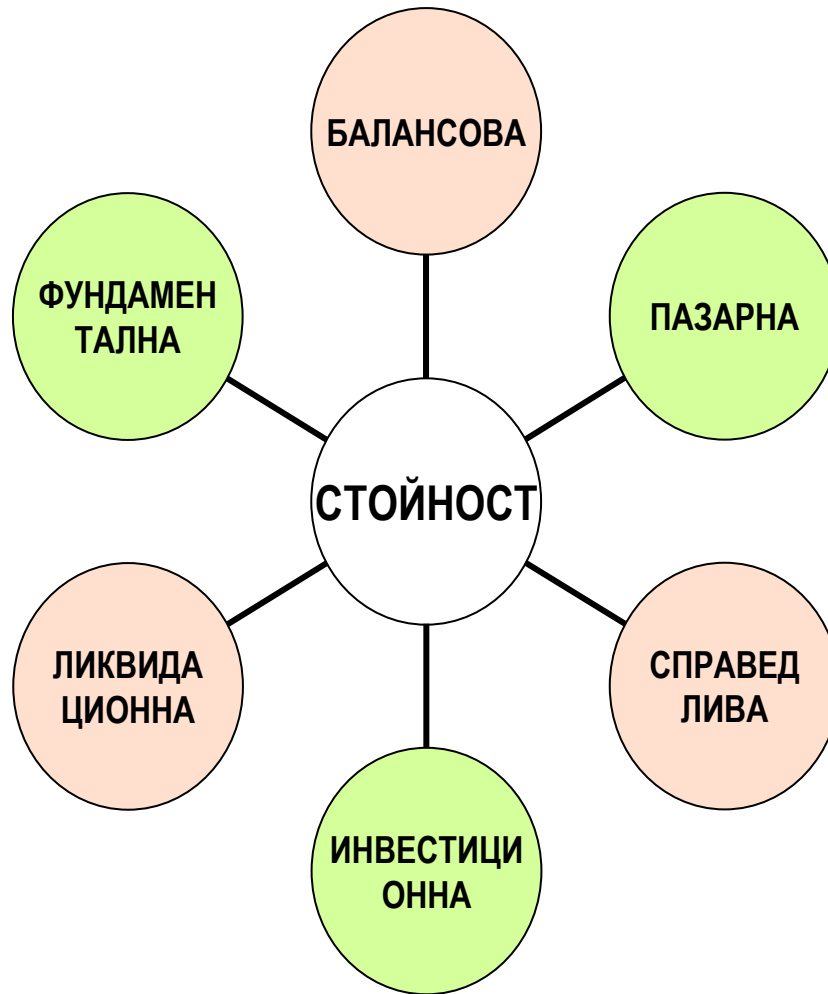 БАЛАНСОВА
ФУНДАМЕН
ТАЛНА
ПАЗАРНА
СТОЙНОСТ
ЛИКВИДА
ЦИОННА
СПРАВЕД
ЛИВА
ИНВЕСТИЦИ
ОННА